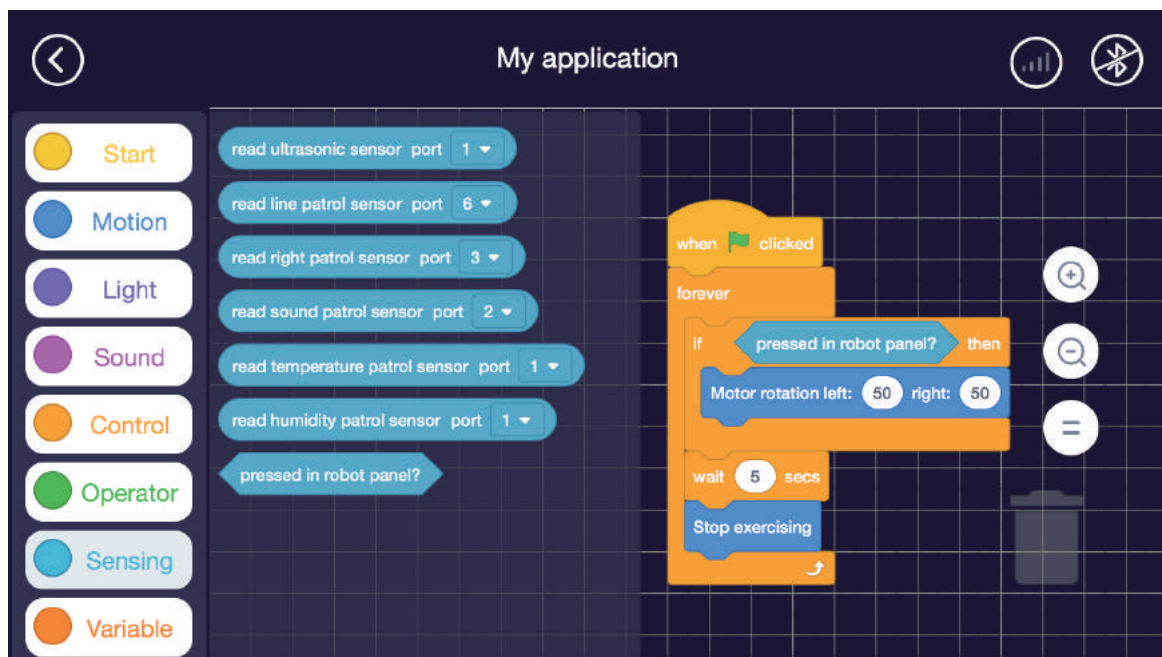 My application
Start
Motion
Light
Sound
Control
Operator
Sensing
Variable
read ultrasonic sensor port 1
read line patrol sensor port 6
read right patrol sensor port 3
read sound patrol sensor port 2
read temperature patrol sensor port 1
read humidity patrol sensor port 1
pressed in robot panel?
when clicked
forever
if pressed in robot panel? then
Motor rotation left: 50 right: 50
wait 5 secs
Stop exercising